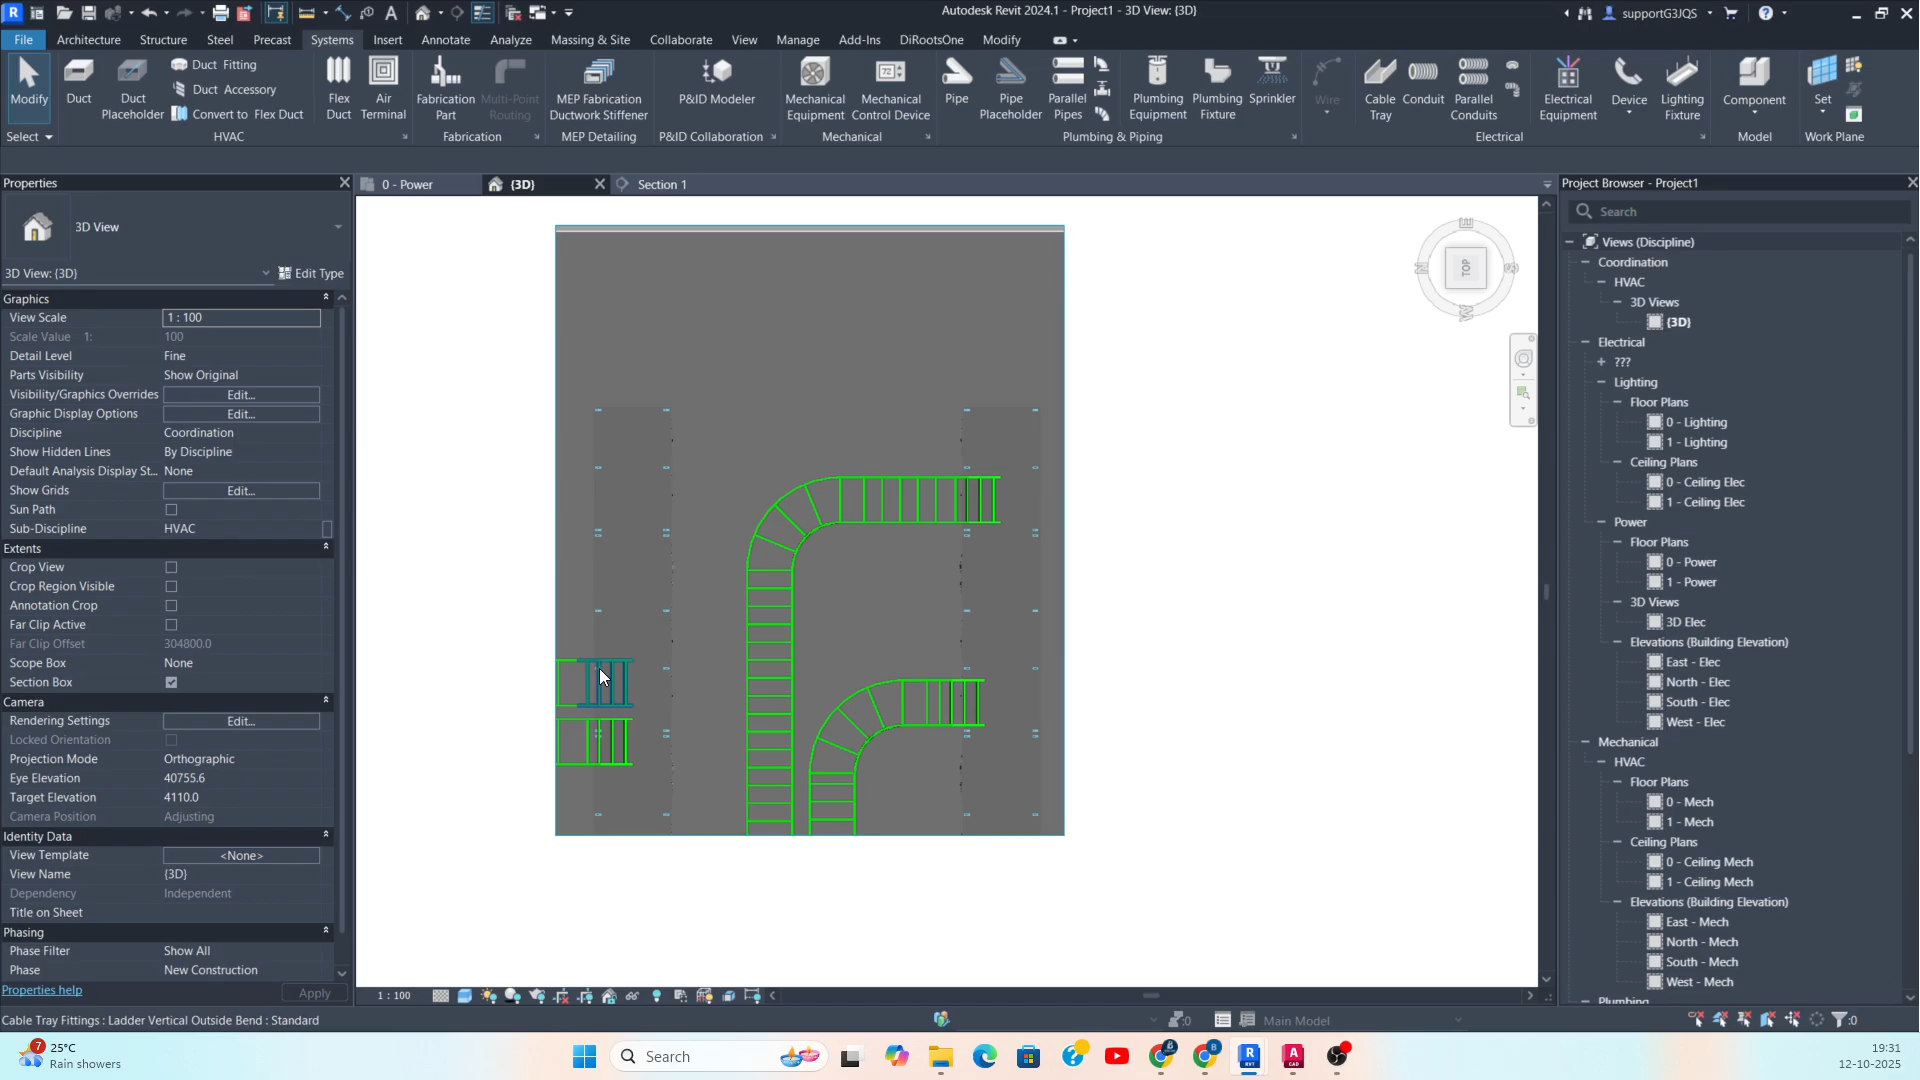 Autodesk Revit 2024.1 - Project1 - 3D View: {3D}
supportG3JQS
File Architecture Structure Steel Precast Systems Insert Annotate Analyze Massing & Site Collaborate View Manage Add-Ins DiRootsOne Modify
Modify
Duct
Duct Placeholder
Duct Fitting
Duct Accessory
Convert to Flex Duct
Flex Duct
Air Terminal
Fabrication Part
Multi-Point Routing
MEP Fabrication Ductwork Stiffener
P&ID Modeler
Mechanical Equipment
Mechanical Control Device
Pipe
Pipe Placeholder
Parallel Pipes
Plumbing Equipment
Plumbing Fixture
Sprinkler
Wire
Cable Tray
Conduit
Parallel Conduits
Electrical Equipment
Device
Lighting Fixture
Component
Set
Select HVAC Fabrication MEP Detailing P&ID Collaboration Mechanical Plumbing & Piping Electrical Model Work Plane
Properties
3D View
3D View: {3D} Edit Type
Graphics
View Scale 1 : 100
Scale Value 1: 100
Detail Level Fine
Parts Visibility Show Original
Visibility/Graphics Overrides Edit...
Graphic Display Options Edit...
Discipline Coordination
Show Hidden Lines By Discipline
Default Analysis Display St... None
Show Grids Edit...
Sun Path
Sub-Discipline HVAC
Extents
Crop View
Crop Region Visible
Annotation Crop
Far Clip Active
Far Clip Offset 304800.0
Scope Box None
Section Box
Camera
Rendering Settings Edit...
Locked Orientation
Projection Mode Orthographic
Eye Elevation 40755.6
Target Elevation 4110.0
Camera Position Adjusting
Identity Data
View Template <None>
View Name {3D}
Dependency Independent
Title on Sheet
Phasing
Phase Filter Show All
Phase New Construction
Properties help Apply
0 - Power {3D} Section 1
TOP
E
N
S
W
1 : 100
Project Browser - Project1
Search
Views (Discipline)
Coordination
HVAC
3D Views
{3D}
Electrical
???
Lighting
Floor Plans
0 - Lighting
1 - Lighting
Ceiling Plans
0 - Ceiling Elec
1 - Ceiling Elec
Power
Floor Plans
0 - Power
1 - Power
3D Views
3D Elec
Elevations (Building Elevation)
East - Elec
North - Elec
South - Elec
West - Elec
Mechanical
HVAC
Floor Plans
0 - Mech
1 - Mech
Ceiling Plans
0 - Ceiling Mech
1 - Ceiling Mech
Elevations (Building Elevation)
East - Mech
North - Mech
South - Mech
West - Mech
Plumbing
Cable Tray Fittings : Ladder Vertical Outside Bend : Standard
:0
Main Model
:0
7
25°C
Rain showers
Search
19:31
12-10-2025